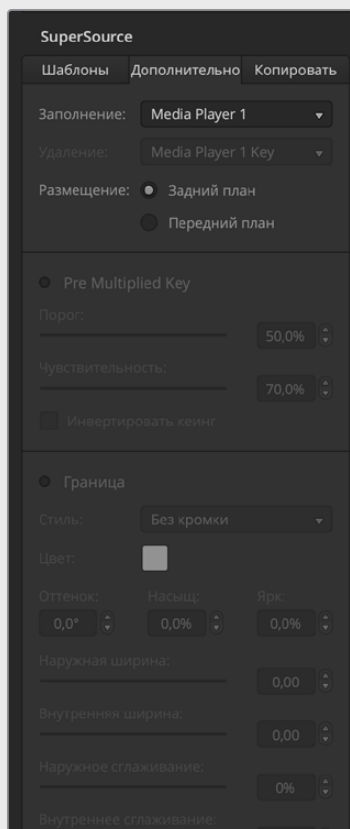 SuperSource
Шаблоны Дополнительно Копировать
Заполнение: Media Player 1
Удаление: Media Player 1 Key
Размещение: Задний план
Передний план
Pre Multiplied Key
Порог:
50,0%
Чувствительность:
70,0%
Инвертировать кеинг
Граница
Стиль: Без кромки
Цвет:
Оттенок: Насыщ: Ярк:
0,0° 0,0% 0,0%
Наружная ширина:
0,00
Внутренняя ширина:
0,00
Наружное сглаживание:
0%
Внутреннее сглаживание: